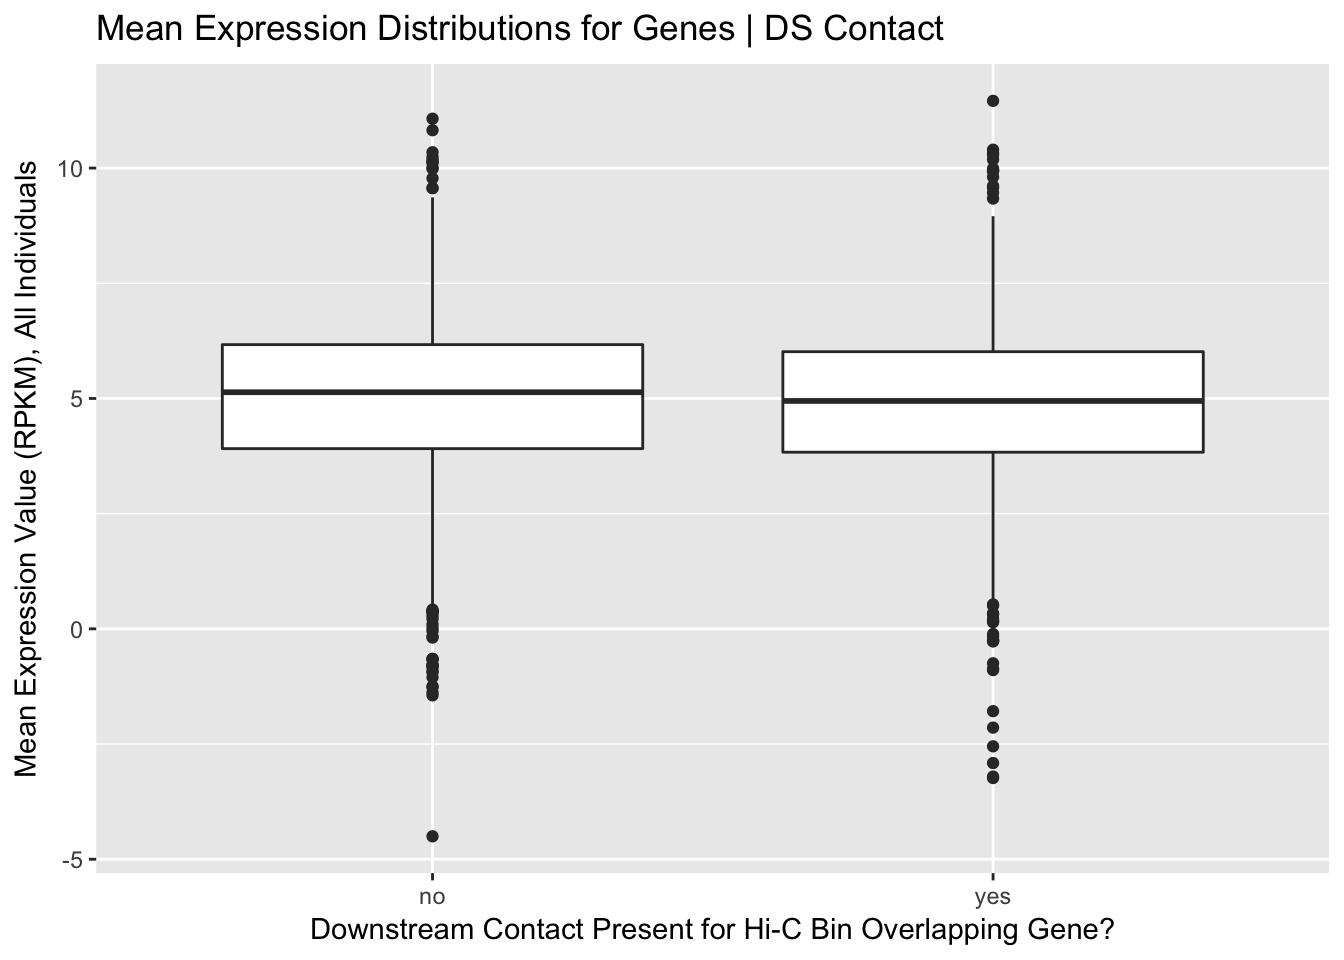 Mean Expression Distributions for Genes | DS Contact
Mean Expression Value (RPKM), All Individuals
10
5
0
-5
no yes
Downstream Contact Present for Hi-C Bin Overlapping Gene?